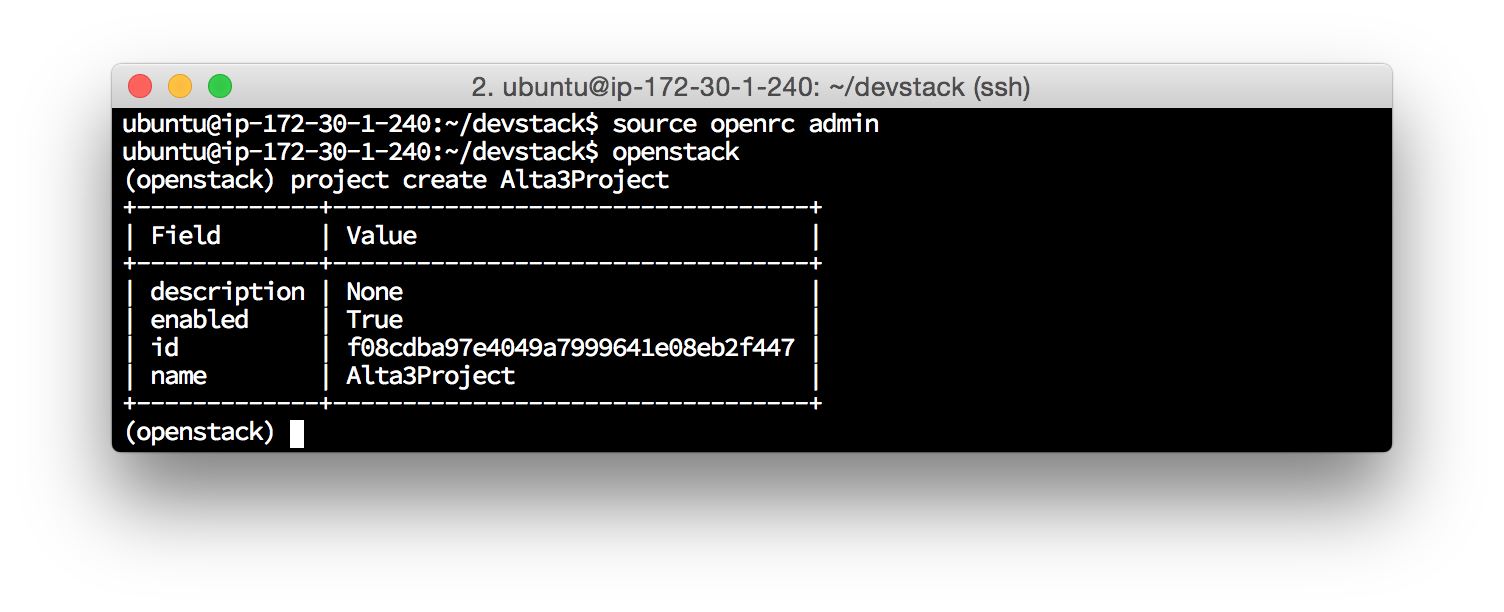 2. ubuntu@ip-172-30-1-240: ~/devstack (ssh)
ubuntu@ip-172-30-1-240:~/devstack$ source openrc admin
ubuntu@ip-172-30-1-240:~/devstack$ openstack
(openstack) project create Alta3Project
+-------------+----------------------------------+
| Field       | Value                            |
+-------------+----------------------------------+
| description | None                             |
| enabled     | True                             |
| id          | f08cdba97e4049a7999641e08eb2f447 |
| name        | Alta3Project                     |
+-------------+----------------------------------+
(openstack)